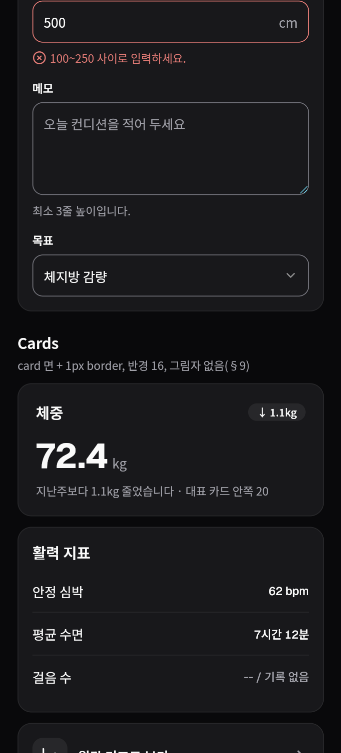 500 cm
100~250 사이로 입력하세요.
메모
오늘 컨디션을 적어 두세요
최소 3줄 높이입니다.
목표
체지방 감량
Cards
card 면 + 1px border, 반경 16, 그림자 없음(§9)
체중 ↓ 1.1kg
72.4 kg
지난주보다 1.1kg 줄었습니다 · 대표 카드 안쪽 20
활력 지표
안정 심박 62 bpm
평균 수면 7시간 12분
걸음 수 -- / 기록 없음